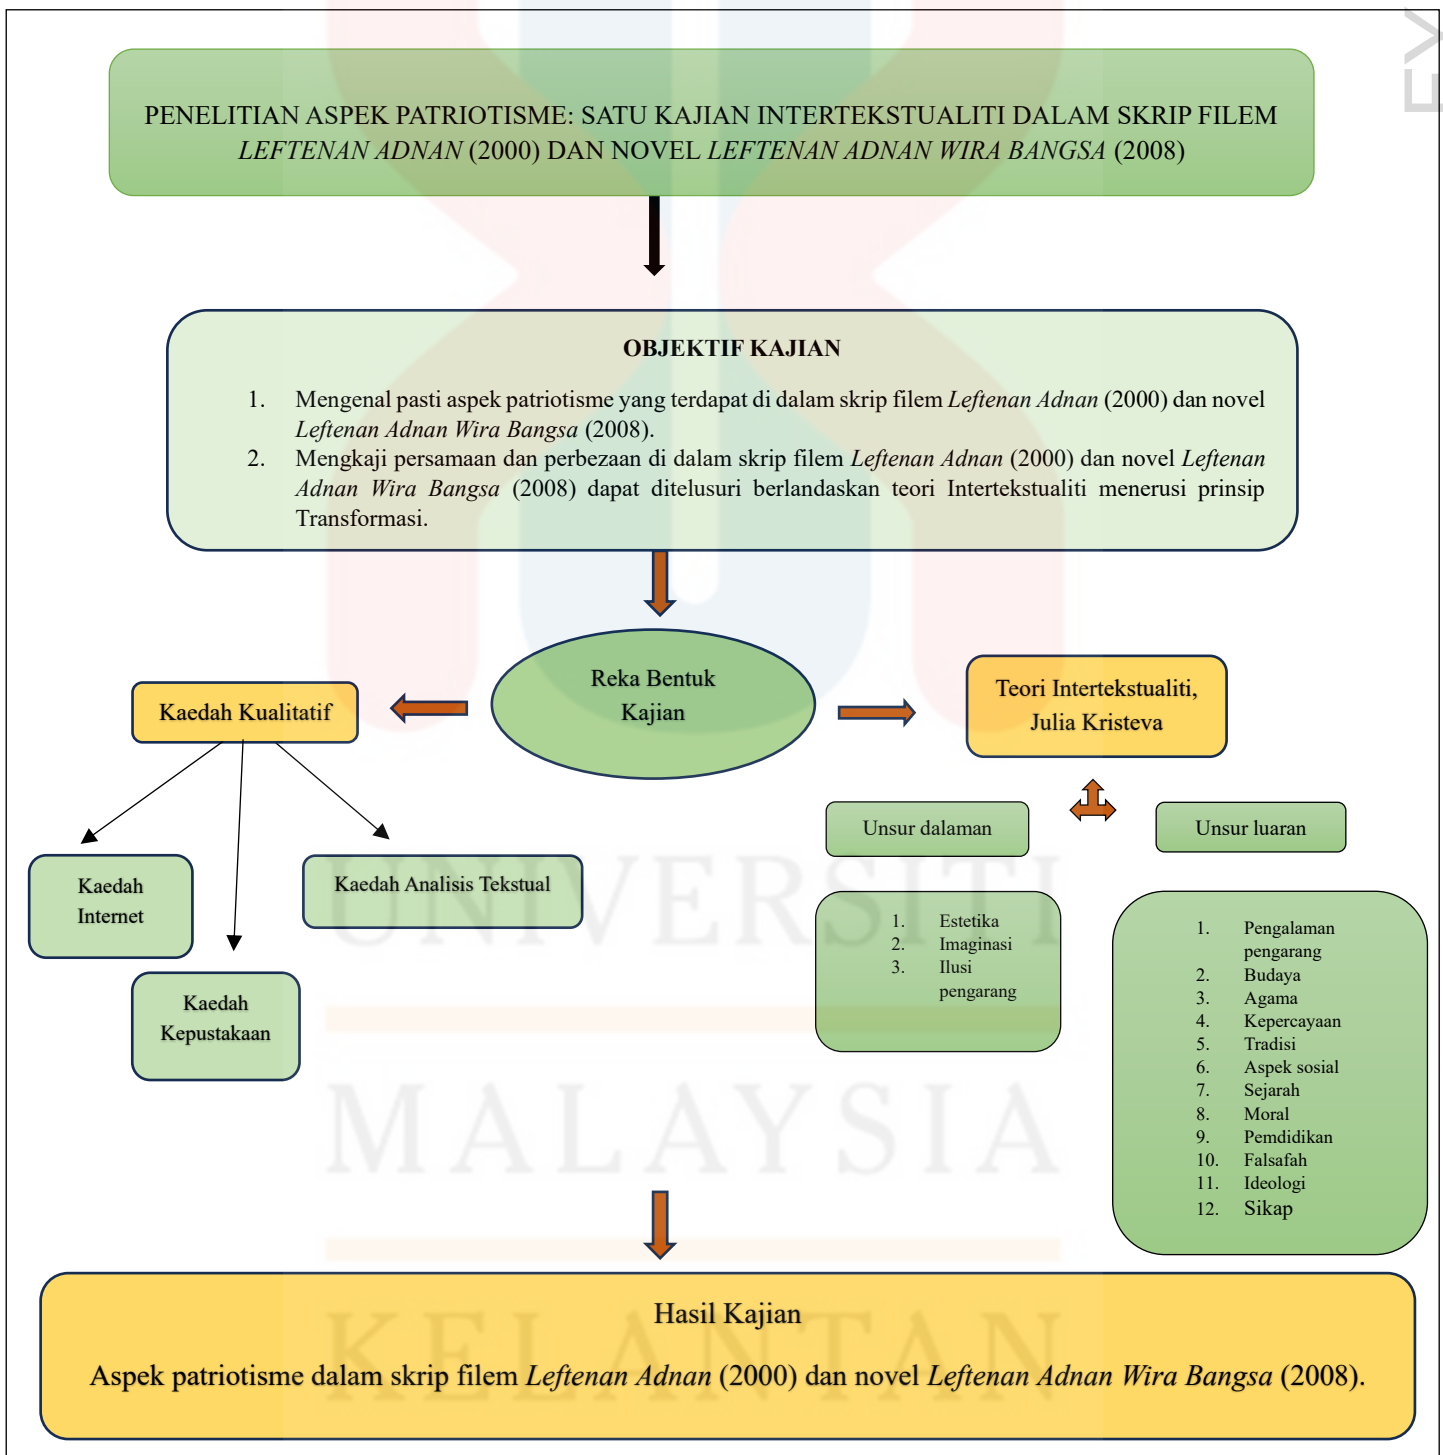 PENELITIAN ASPEK PATRIOTISME: SATU KAJIAN INTERTEKSTUALITI DALAM SKRIP FILEM
LEFTENAN ADNAN (2000) DAN NOVEL LEFTENAN ADNAN WIRA BANGSA (2008)
OBJEKTIF KAJIAN
1. Mengenal pasti aspek patriotisme yang terdapat di dalam skrip filem Leftenan Adnan (2000) dan novel
Leftenan Adnan Wira Bangsa (2008).
2. Mengkaji persamaan dan perbezaan di dalam skrip filem Leftenan Adnan (2000) dan novel Leftenan
Adnan Wira Bangsa (2008) dapat ditelusuri berlandaskan teori Intertekstualiti menerusi prinsip
Transformasi.
Reka Bentuk
Kajian
Kaedah Kualitatif
Teori Intertekstualiti,
Julia Kristeva
Kaedah
Internet
Kaedah
Kepustakaan
Kaedah Analisis Tekstual
Unsur dalaman
Unsur luaran
1. Estetika
2. Imaginasi
3. Ilusi
pengarang
1. Pengalaman
pengarang
2. Budaya
3. Agama
4. Kepercayaan
5. Tradisi
6. Aspek sosial
7. Sejarah
8. Moral
9. Pemdidikan
10. Falsafah
11. Ideologi
12. Sikap
Hasil Kajian
Aspek patriotisme dalam skrip filem Leftenan Adnan (2000) dan novel Leftenan Adnan Wira Bangsa (2008).
UNIVERSITI
MALAYSIA
KELANTAN